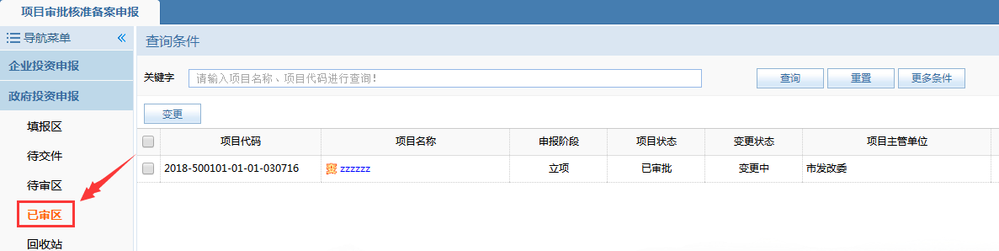 项目审批核准备案申报
导航菜单
企业投资申报
政府投资申报
填报区
待交件
待审区
已审区
回收站
查询条件
关键字 请输入项目名称、项目代码进行查询! 查询 重置 更多条件
变更
项目代码 项目名称 申报阶段 项目状态 变更状态 项目主管单位
2018-500101-01-01-030716 变 zzzzzz 立项 已审批 变更中 市发改委